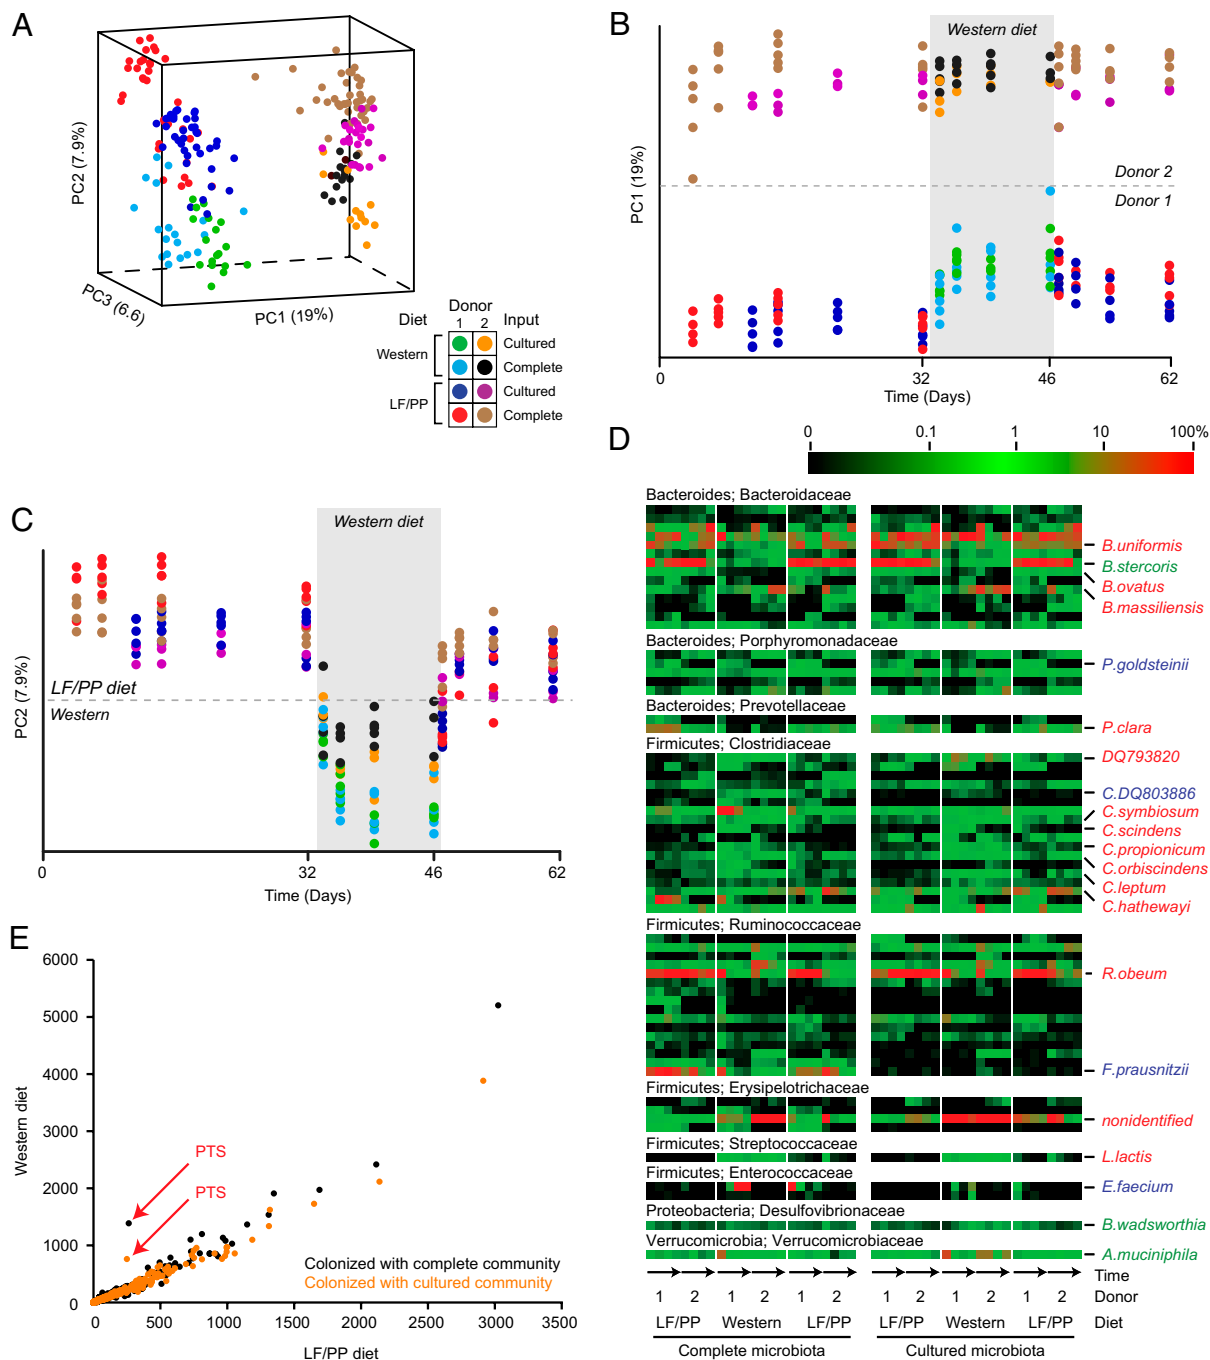 A
PC2 (7.9%)
PC3 (6.6)
PC1 (19%)
Donor
Diet 1 2 Input
Western
Cultured
Complete
LF/PP
Cultured
Complete
B
Western diet
PC1 (19%)
Donor 2
Donor 1
0 32 46 62
Time (Days)
C
Western diet
PC2 (7.9%)
LF/PP diet
Western
0 32 46 62
Time (Days)
D
0 0.1 1 10 100%
Bacteroides; Bacteroidaceae
B.uniformis
B.stercoris
B.ovatus
B.massiliensis
Bacteroides; Porphyromonadaceae
P.goldsteinii
Bacteroides; Prevotellaceae
P.clara
Firmicutes; Clostridiaceae
DQ793820
C.DQ803886
C.symbiosum
C.scindens
C.propionicum
C.orbiscindens
C.leptum
C.hathewayi
Firmicutes; Ruminococcaceae
R.obeum
F.prausnitzii
Firmicutes; Erysipelotrichaceae
nonidentified
Firmicutes; Streptococcaceae
L.lactis
Firmicutes; Enterococcaceae
E.faecium
Proteobacteria; Desulfovibrionaceae
B.wadsworthia
Verrucomicrobia; Verrucomicrobiaceae
A.muciniphila
Time
1 2 1 2 1 2 1 2 1 2 1 2 Donor
LF/PP Western LF/PP LF/PP Western LF/PP Diet
Complete microbiota Cultured microbiota
E
6000
5000
4000
3000
2000
1000
0
Western diet
PTS
PTS
Colonized with complete community
Colonized with cultured community
0 500 1000 1500 2000 2500 3000 3500
LF/PP diet